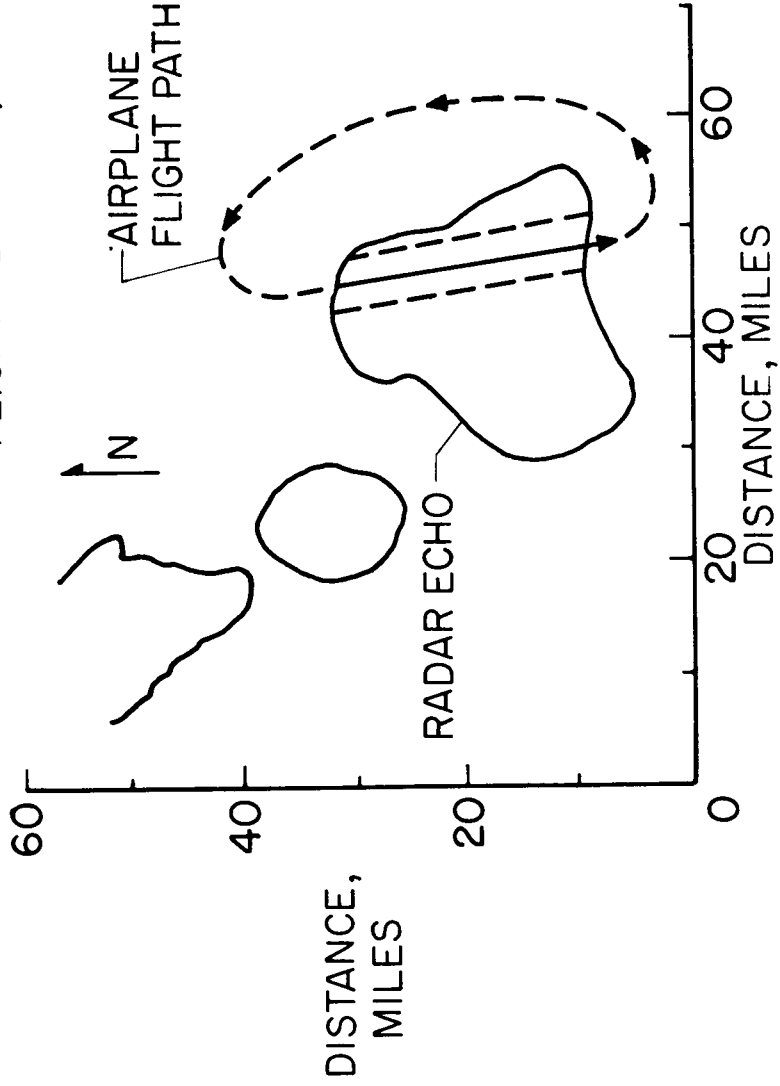 AIRPLANE
FLIGHT PATH
N
60
40
20
0
DISTANCE,
MILES
RADAR ECHO
20
40
60
DISTANCE, MILES